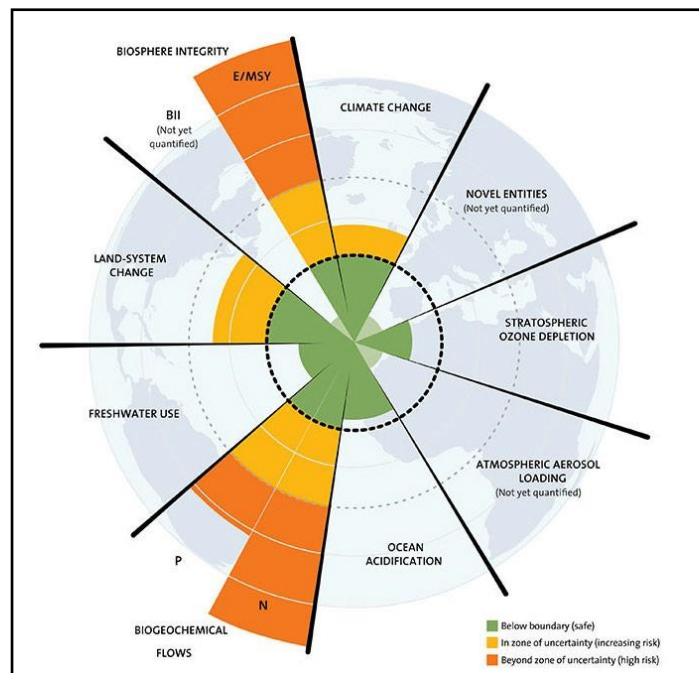 BIOSPHERE INTEGRITY
E/MSY
BII
(Not yet
quantified)
CLIMATE CHANGE
NOVEL ENTITIES
(Not yet quantified)
LAND-SYSTEM
CHANGE
STRATOSPHERIC
OZONE DEPLETION
FRESHWATER USE
ATMOSPHERIC AEROSOL
LOADING
(Not yet quantified)
OCEAN
ACIDIFICATION
P
N
BIOGEOCHEMICAL
FLOWS
Below boundary (safe)
In zone of uncertainty (increasing risk)
Beyond zone of uncertainty (high risk)